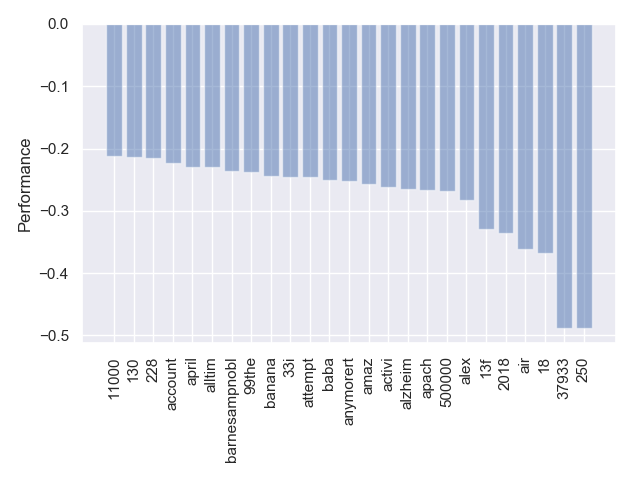 0.0
−0.1
−0.2
−0.3
−0.4
−0.5
Performance
11000
130
228
account
april
alltim
barnesampnobl
99the
banana
33i
attempt
baba
anymorert
amaz
activi
alzheim
apach
500000
alex
13f
2018
air
18
37933
250